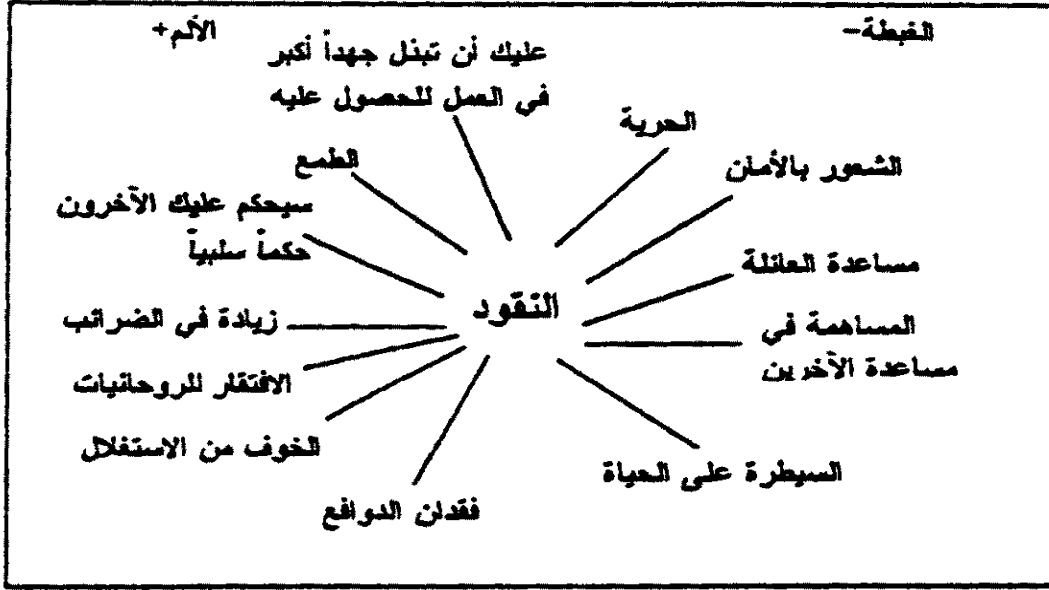 الغبطة−
الألم+
عليك أن تبذل جهداً أكبر
في العمل للحصول عليه
الحرية
الشعور بالأمان
مساعدة العائلة
المساهمة في
مساعدة الآخرين
السيطرة على الحياة
النقود
الطمع
سيحكم عليك الآخرون
حكماً سلبياً
زيادة في الضرائب
الافتقار للروحانيات
الخوف من الاستغلال
فقدان الدوافع